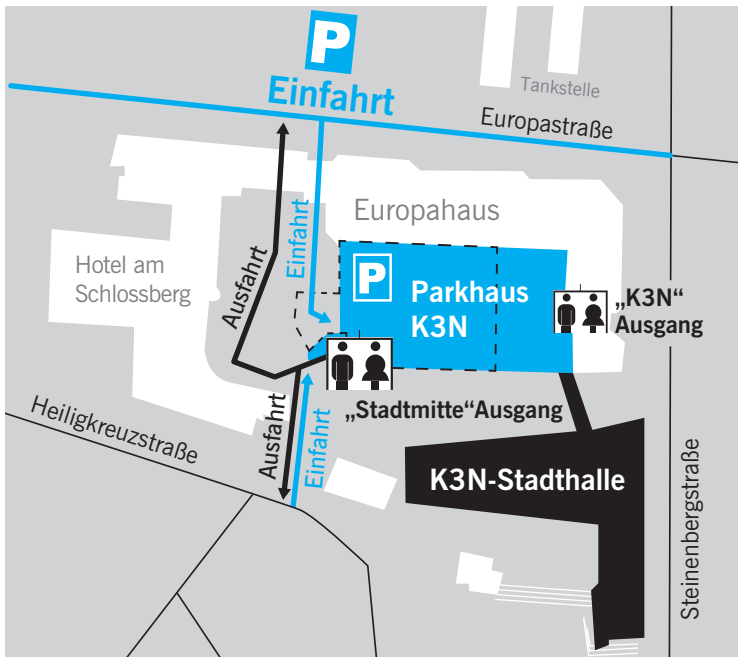 P
Einfahrt
Tankstelle
Europastraße
Europahaus
Einfahrt
Ausfahrt
Hotel am
Schlossberg
P
Parkhaus
K3N
„K3N“
Ausgang
„Stadtmitte“Ausgang
Heiligkreuzstraße
Ausfahrt
Einfahrt
K3N-Stadthalle
Steinenbergstraße